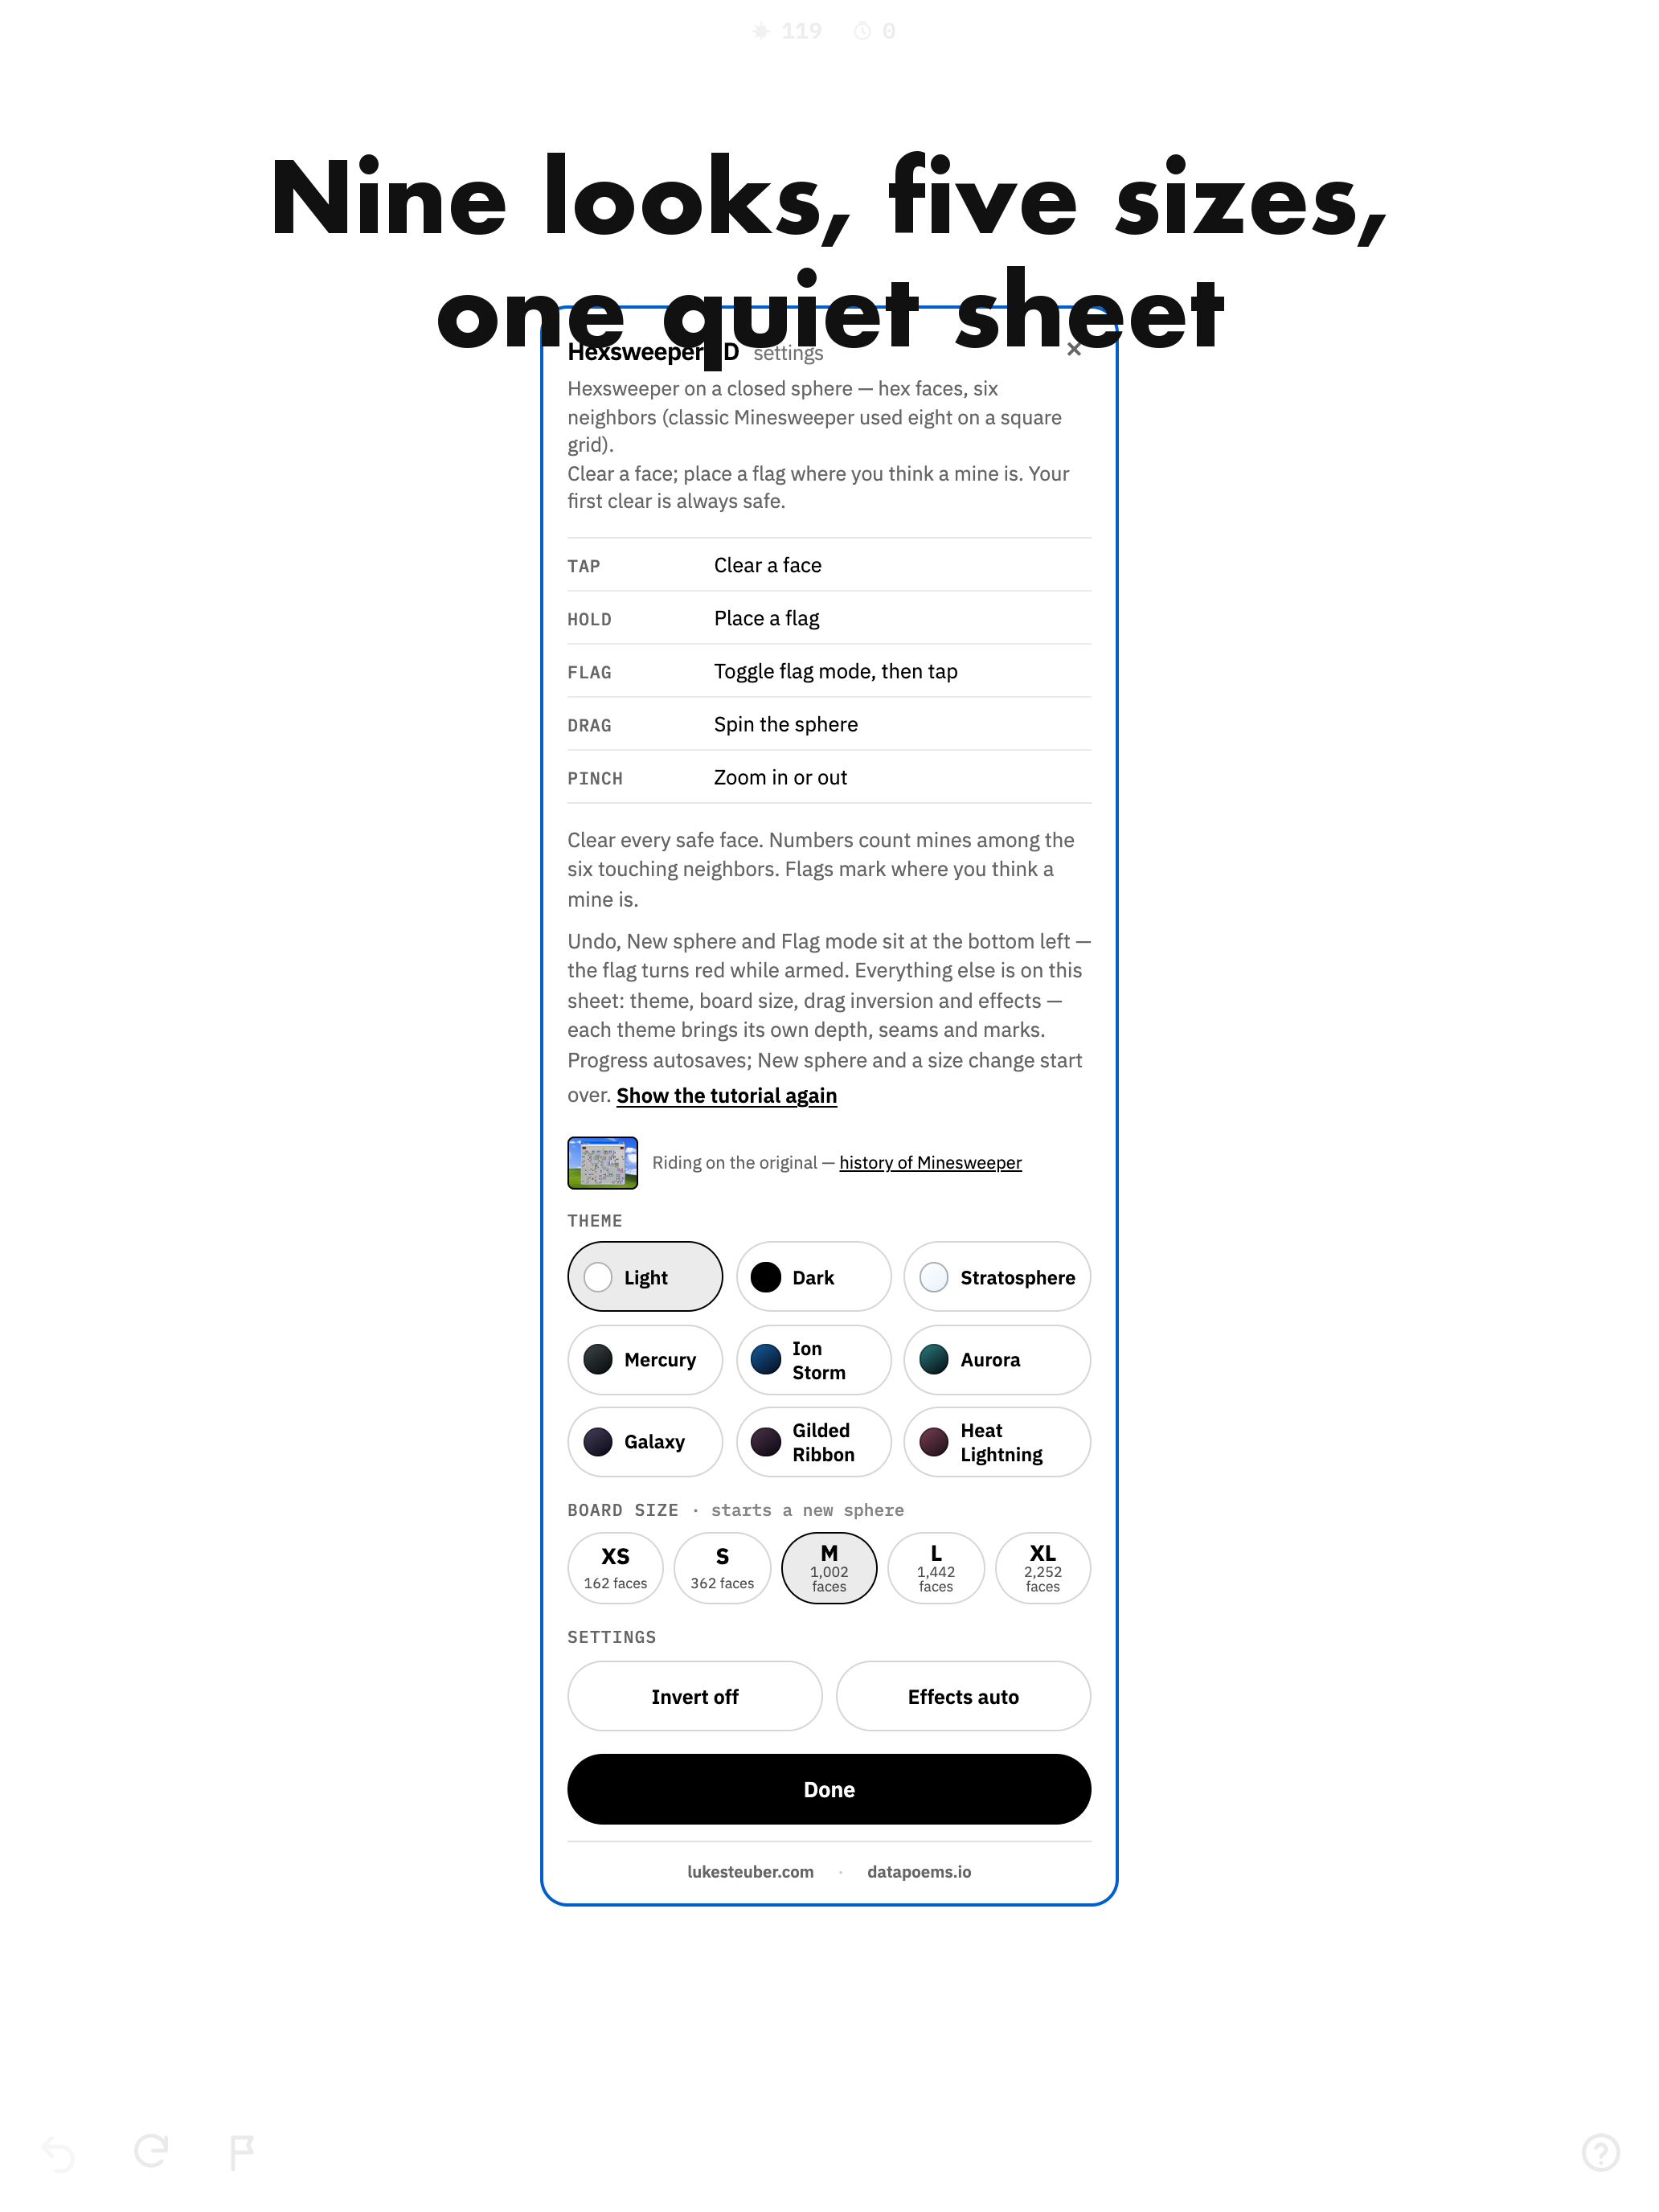 119 0
Nine looks, five sizes,
one quiet sheet
Hexsweeper D settings ×
Hexsweeper on a closed sphere — hex faces, six
neighbors (classic Minesweeper used eight on a square
grid).
Clear a face; place a flag where you think a mine is. Your
first clear is always safe.
TAP Clear a face
HOLD Place a flag
FLAG Toggle flag mode, then tap
DRAG Spin the sphere
PINCH Zoom in or out
Clear every safe face. Numbers count mines among the
six touching neighbors. Flags mark where you think a
mine is.
Undo, New sphere and Flag mode sit at the bottom left —
the flag turns red while armed. Everything else is on this
sheet: theme, board size, drag inversion and effects —
each theme brings its own depth, seams and marks.
Progress autosaves; New sphere and a size change start
over. Show the tutorial again
Riding on the original — history of Minesweeper
THEME
Light Dark Stratosphere
Mercury Ion Storm Aurora
Galaxy Gilded Ribbon Heat Lightning
BOARD SIZE · starts a new sphere
XS S M L XL
162 faces 362 faces 1,002 faces 1,442 faces 2,252 faces
SETTINGS
Invert off Effects auto
Done
lukesteuber.com · datapoems.io